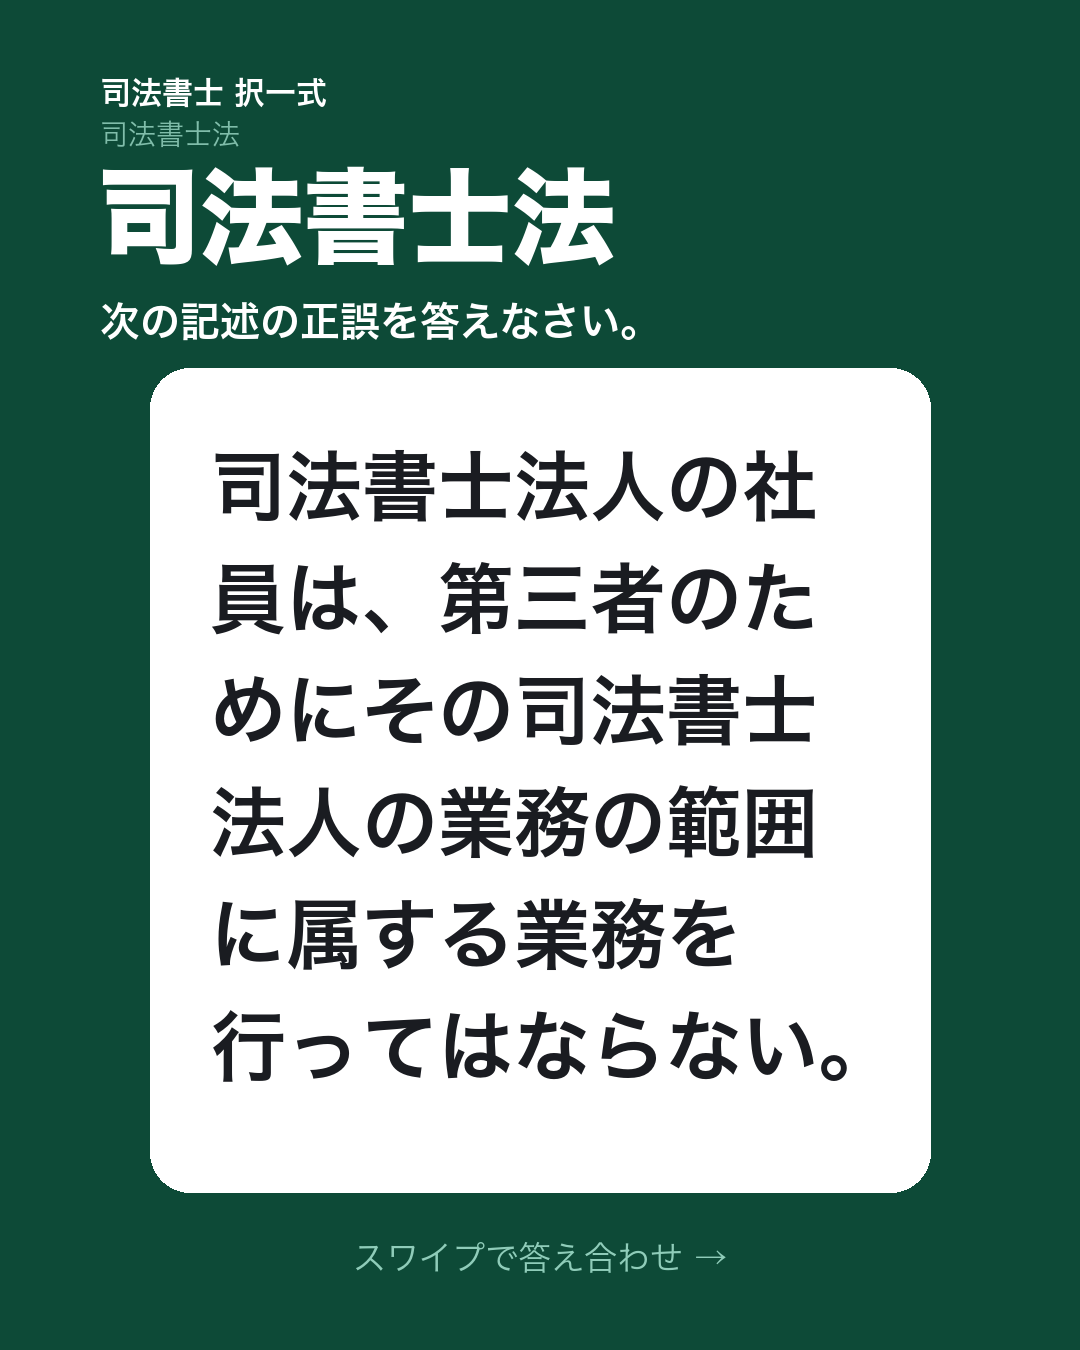 司法書士 択一式
司法書士法
司法書士法
次の記述の正誤を答えなさい。
司法書士法人の社
員は、第三者のた
めにその司法書士
法人の業務の範囲
に属する業務を
行ってはならない。
スワイプで答え合わせ →